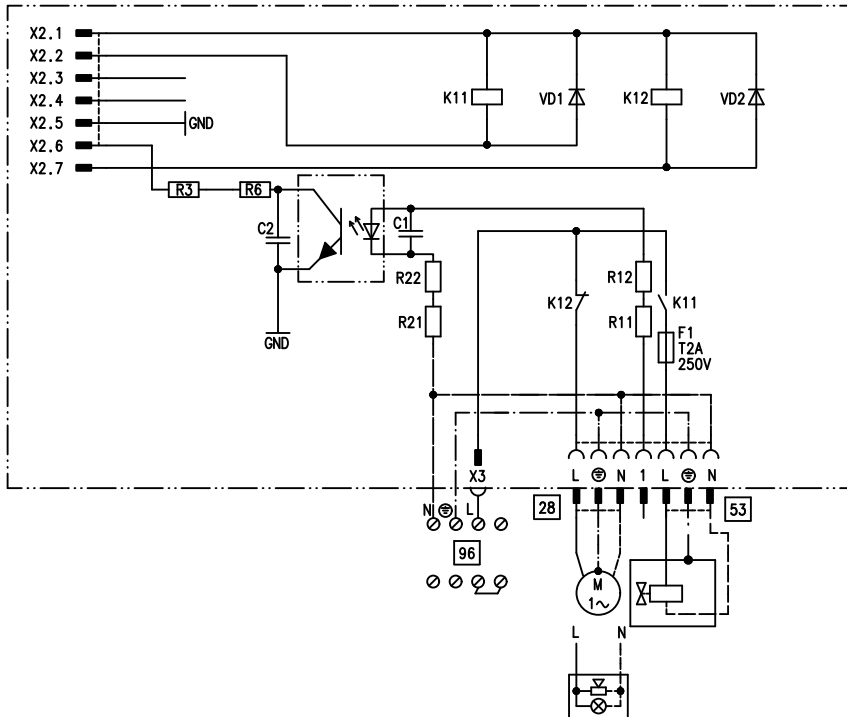 X2.1
X2.2
X2.3
X2.4
X2.5
X2.6
X2.7
GND
K11
VD1
K12
VD2
R3
R6
C2
C1
GND
R22
R21
K12
R12
R11
K11
F1
T2A
250V
X3
L
N
1
L
N
N
L
28
53
96
M
1~
L
N